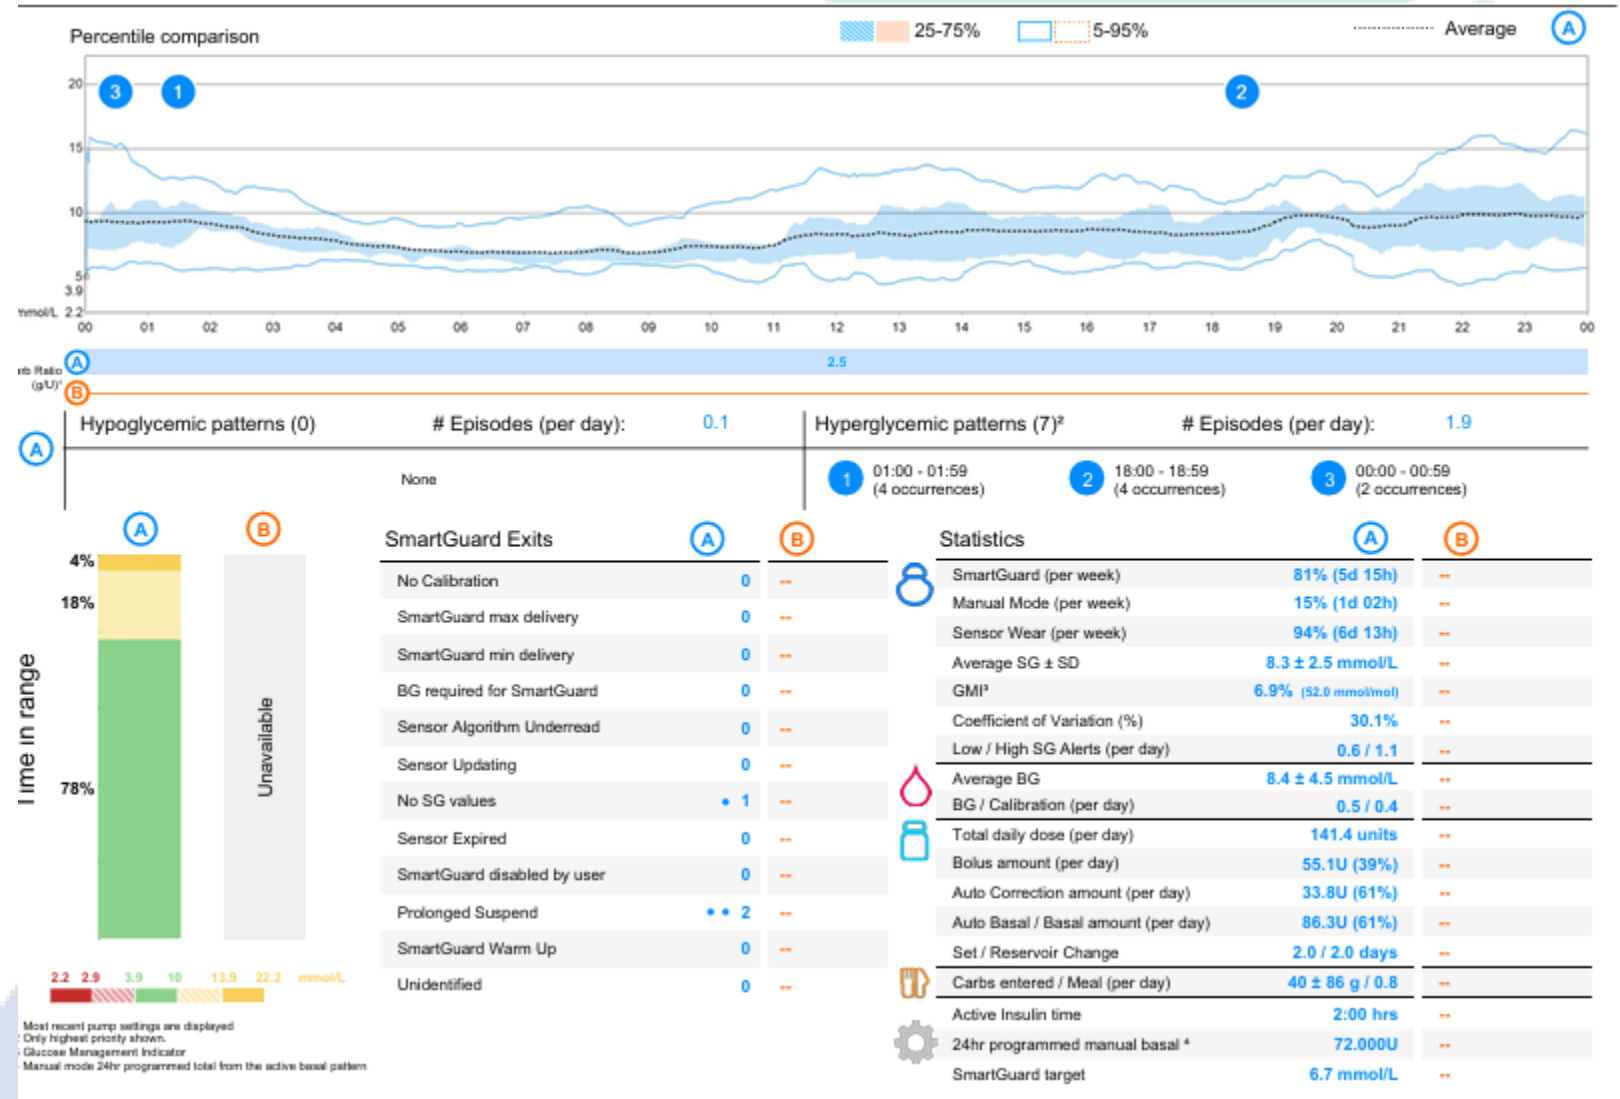 Percentile comparison
25-75%
5-95%
Average
A
20
15
10
5
3.9
mmol/L 2.2
3
1
2
00 01 02 03 04 05 06 07 08 09 10 11 12 13 14 15 16 17 18 19 20 21 22 23 00
rb Ratio
(g/U)¹
A
2.5
B
A
Hypoglycemic patterns (0) # Episodes (per day): 0.1
None
Hyperglycemic patterns (7)² # Episodes (per day): 1.9
1 01:00 - 01:59
(4 occurrences)
2 18:00 - 18:59
(4 occurrences)
3 00:00 - 00:59
(2 occurrences)
Time in range
A B
4%
18%
78%
Unavailable
2.2 2.9 3.9 10 13.9 22.2 mmol/L
SmartGuard Exits A B
No Calibration 0 --
SmartGuard max delivery 0 --
SmartGuard min delivery 0 --
BG required for SmartGuard 0 --
Sensor Algorithm Underread 0 --
Sensor Updating 0 --
No SG values • 1 --
Sensor Expired 0 --
SmartGuard disabled by user 0 --
Prolonged Suspend • • 2 --
SmartGuard Warm Up 0 --
Unidentified 0 --
Statistics A B
SmartGuard (per week) 81% (5d 15h) --
Manual Mode (per week) 15% (1d 02h) --
Sensor Wear (per week) 94% (6d 13h) --
Average SG ± SD 8.3 ± 2.5 mmol/L --
GMI³ 6.9% (52.0 mmol/mol) --
Coefficient of Variation (%) 30.1% --
Low / High SG Alerts (per day) 0.6 / 1.1 --
Average BG 8.4 ± 4.5 mmol/L --
BG / Calibration (per day) 0.5 / 0.4 --
Total daily dose (per day) 141.4 units --
Bolus amount (per day) 55.1U (39%) --
Auto Correction amount (per day) 33.8U (61%) --
Auto Basal / Basal amount (per day) 86.3U (61%) --
Set / Reservoir Change 2.0 / 2.0 days --
Carbs entered / Meal (per day) 40 ± 86 g / 0.8 --
Active Insulin time 2:00 hrs --
24hr programmed manual basal ⁴ 72.000U --
SmartGuard target 6.7 mmol/L --
Most recent pump settings are displayed
Only highest priority shown.
Glucose Management Indicator
Manual mode 24hr programmed total from the active basal pattern